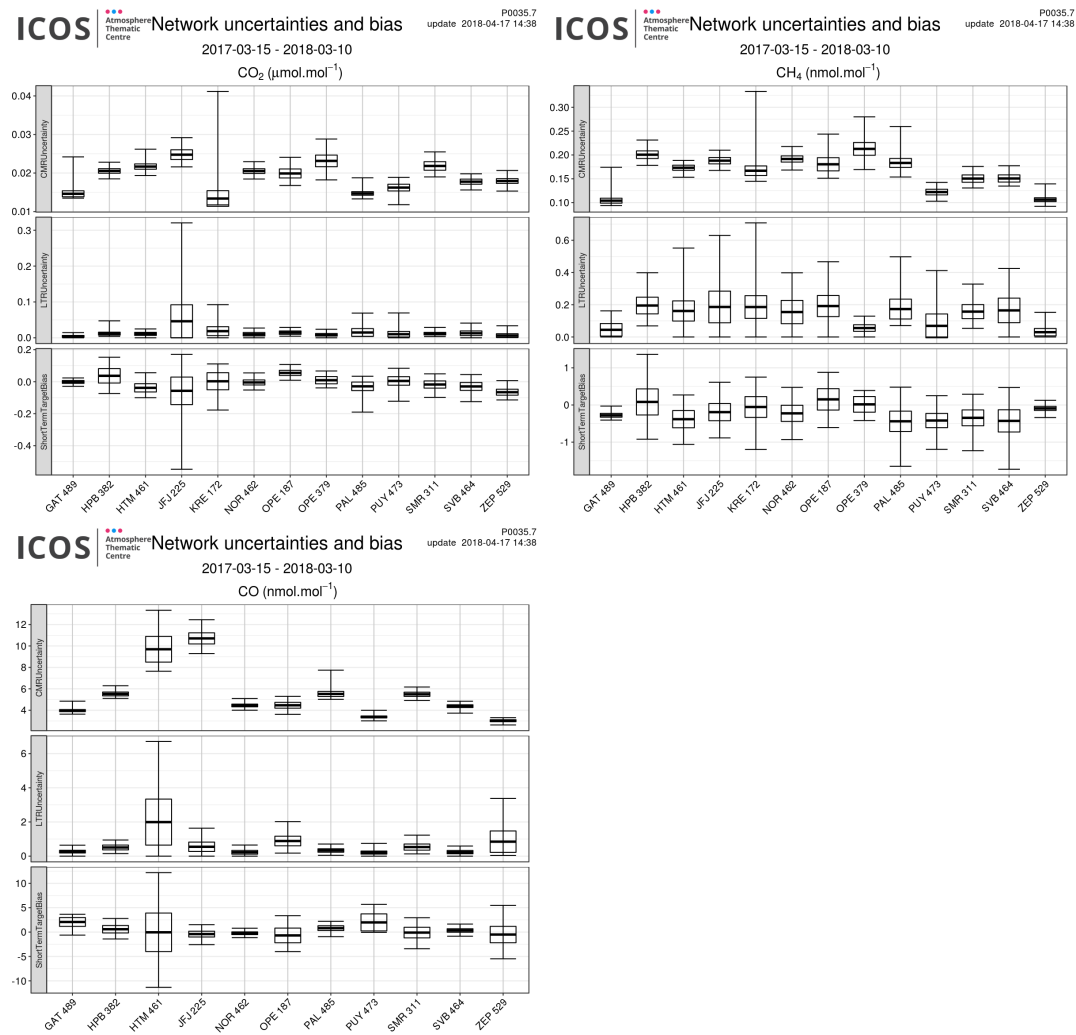 ICOS
Atmosphere
Thematic
Centre
Network uncertainties and bias
P0035.7
update 2018-04-17 14:38
2017-03-15 - 2018-03-10
CO₂ (μmol.mol⁻¹)
CMRUncertainty
0.04
0.03
0.02
0.01
LTRUncertainty
0.3
0.2
0.1
0.0
ShortTermTargetBias
0.2
0.0
-0.2
-0.4
GAT 489
HPB 382
HTM 461
JFJ 225
KRE 172
NOR 462
OPE 187
OPE 379
PAL 485
PUY 473
SMR 311
SVB 464
ZEP 529
ICOS
Atmosphere
Thematic
Centre
Network uncertainties and bias
P0035.7
update 2018-04-17 14:38
2017-03-15 - 2018-03-10
CH₄ (nmol.mol⁻¹)
CMRUncertainty
0.30
0.25
0.20
0.15
0.10
LTRUncertainty
0.6
0.4
0.2
0.0
ShortTermTargetBias
1
0
-1
GAT 489
HPB 382
HTM 461
JFJ 225
KRE 172
NOR 462
OPE 187
OPE 379
PAL 485
PUY 473
SMR 311
SVB 464
ZEP 529
ICOS
Atmosphere
Thematic
Centre
Network uncertainties and bias
P0035.7
update 2018-04-17 14:38
2017-03-15 - 2018-03-10
CO (nmol.mol⁻¹)
CMRUncertainty
12
10
8
6
4
LTRUncertainty
6
4
2
0
ShortTermTargetBias
10
5
0
-5
-10
GAT 489
HPB 382
HTM 461
JFJ 225
NOR 462
OPE 187
PAL 485
PUY 473
SMR 311
SVB 464
ZEP 529